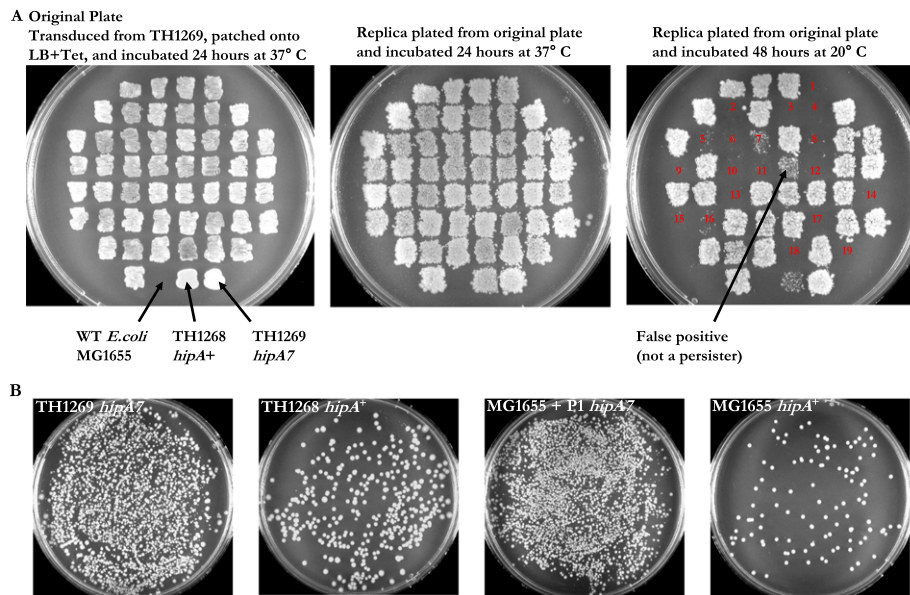 A Original Plate
Transduced from TH1269, patched onto
LB+Tet, and incubated 24 hours at 37° C
Replica plated from original plate
and incubated 24 hours at 37° C
Replica plated from original plate
and incubated 48 hours at 20° C
1
2 3 4
5 6 7 8
9 10 11 12
13 14
15 16 17
18 19
WT E.coli
MG1655
TH1268
hipA+
TH1269
hipA7
False positive
(not a persister)
B
TH1269 hipA7
TH1268 hipA⁺
MG1655 + P1 hipA7
MG1655 hipA⁺